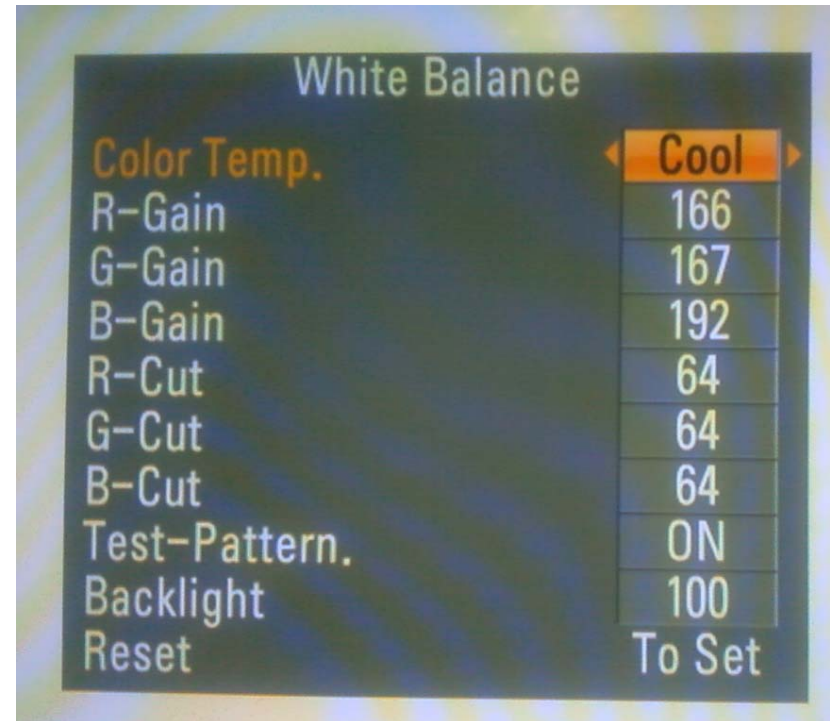 White Balance
Color Temp. Cool
R-Gain 166
G-Gain 167
B-Gain 192
R-Cut 64
G-Cut 64
B-Cut 64
Test-Pattern. ON
Backlight 100
Reset To Set